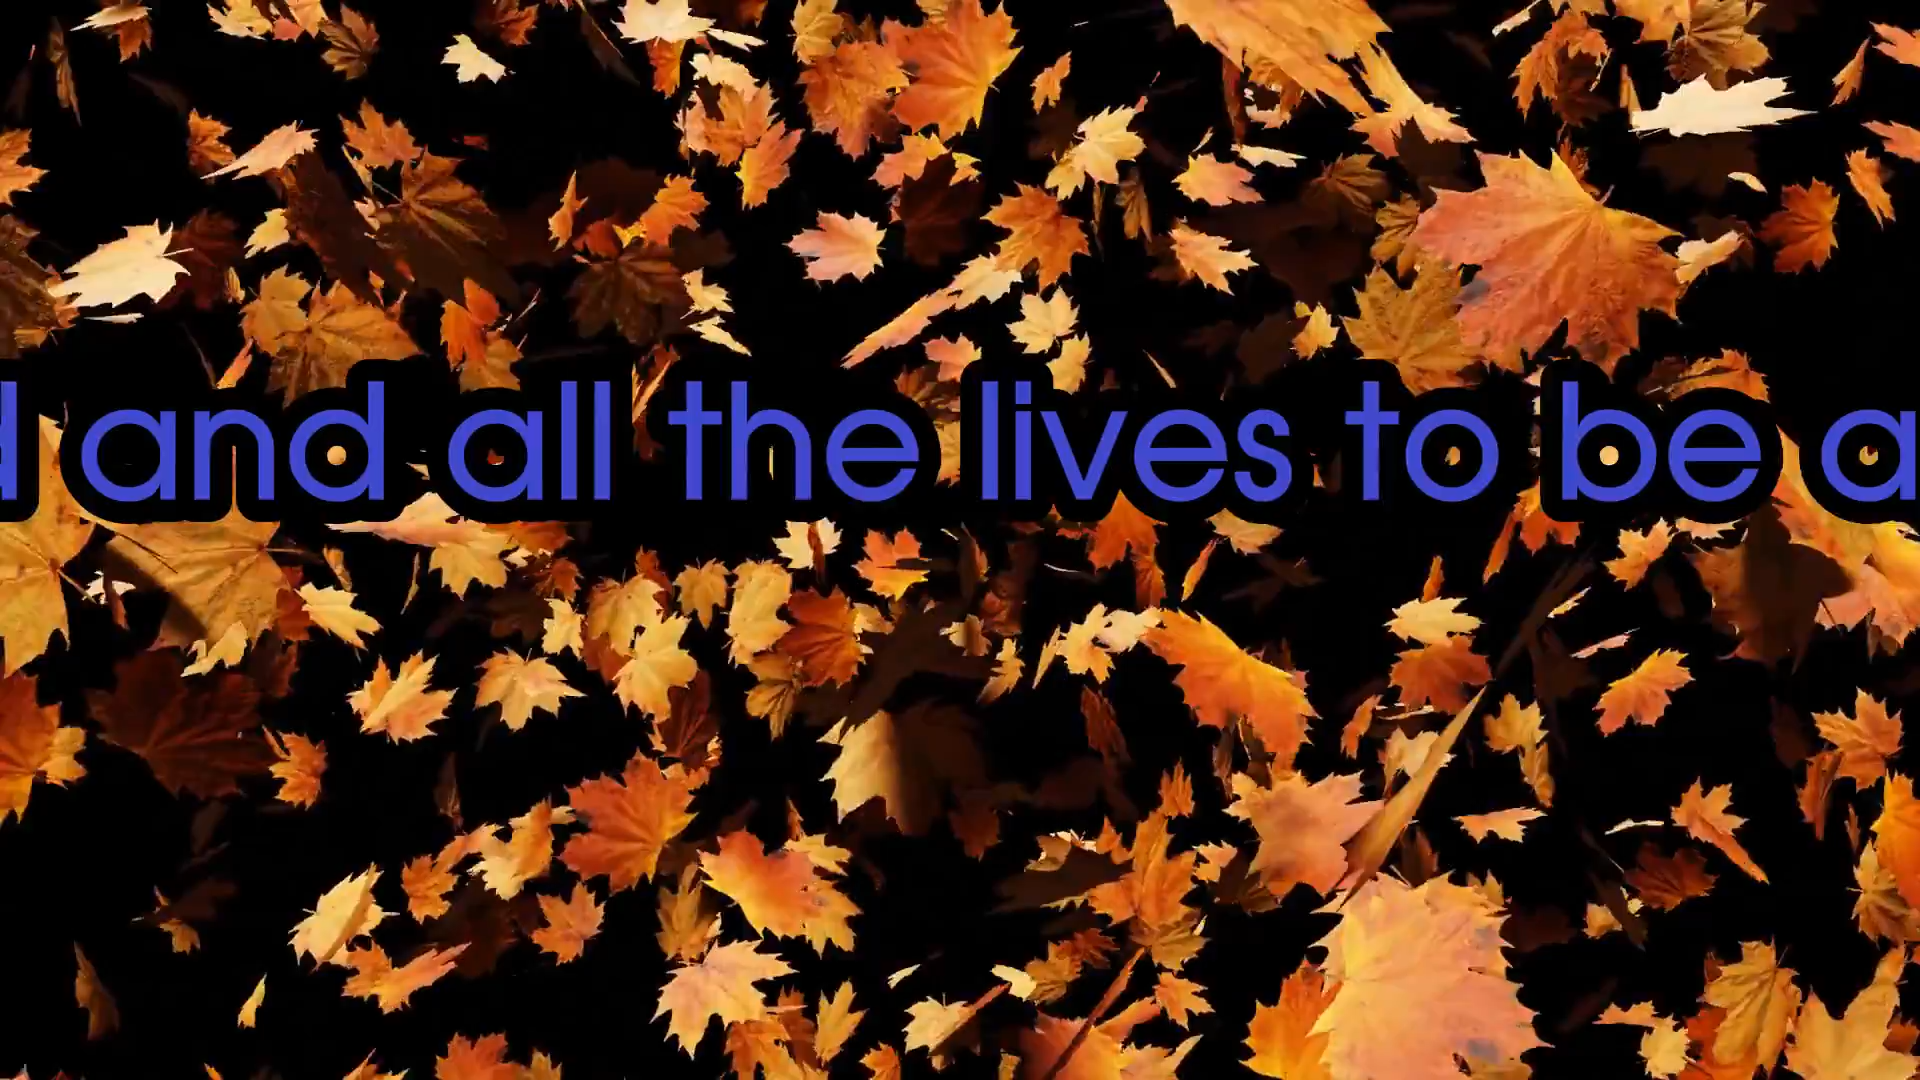 and all the lives to be